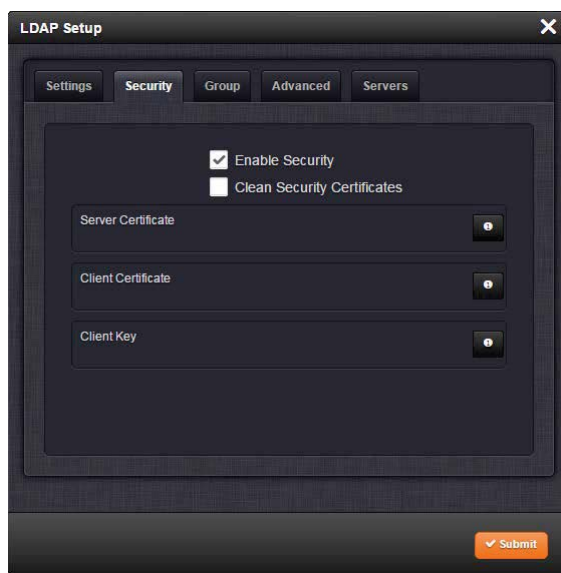 LDAP Setup
Settings Security Group Advanced Servers
Enable Security
Clean Security Certificates
Server Certificate
Client Certificate
Client Key
Submit